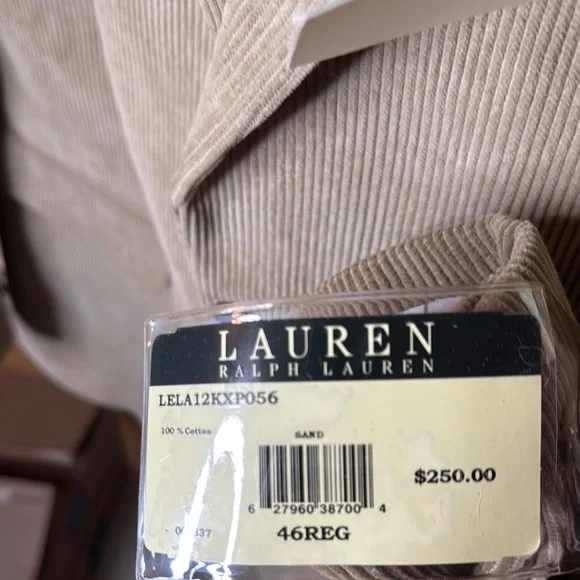 LAUREN
RALPH LAUREN
LELA12KXP056
100 % Cotton
SAND
$250.00
6 27960 38700 4
46REG